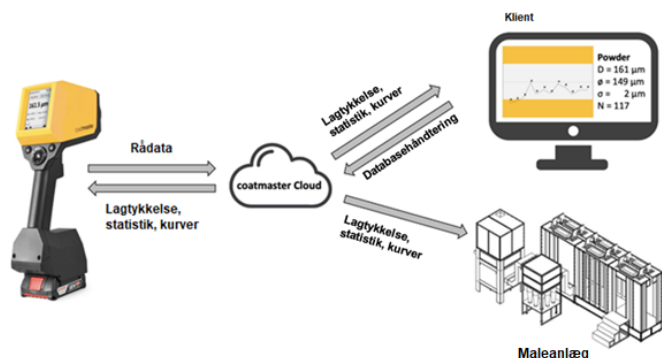 Klient
Powder
D = 161 µm
ø = 149 µm
σ = 2 µm
N = 117
Lagtykkelse,
statistik, kurver
Databasehåndtering
Rådata
coatmaster Cloud
Lagtykkelse,
statistik, kurver
Lagtykkelse,
statistik, kurver
Maleanlæg